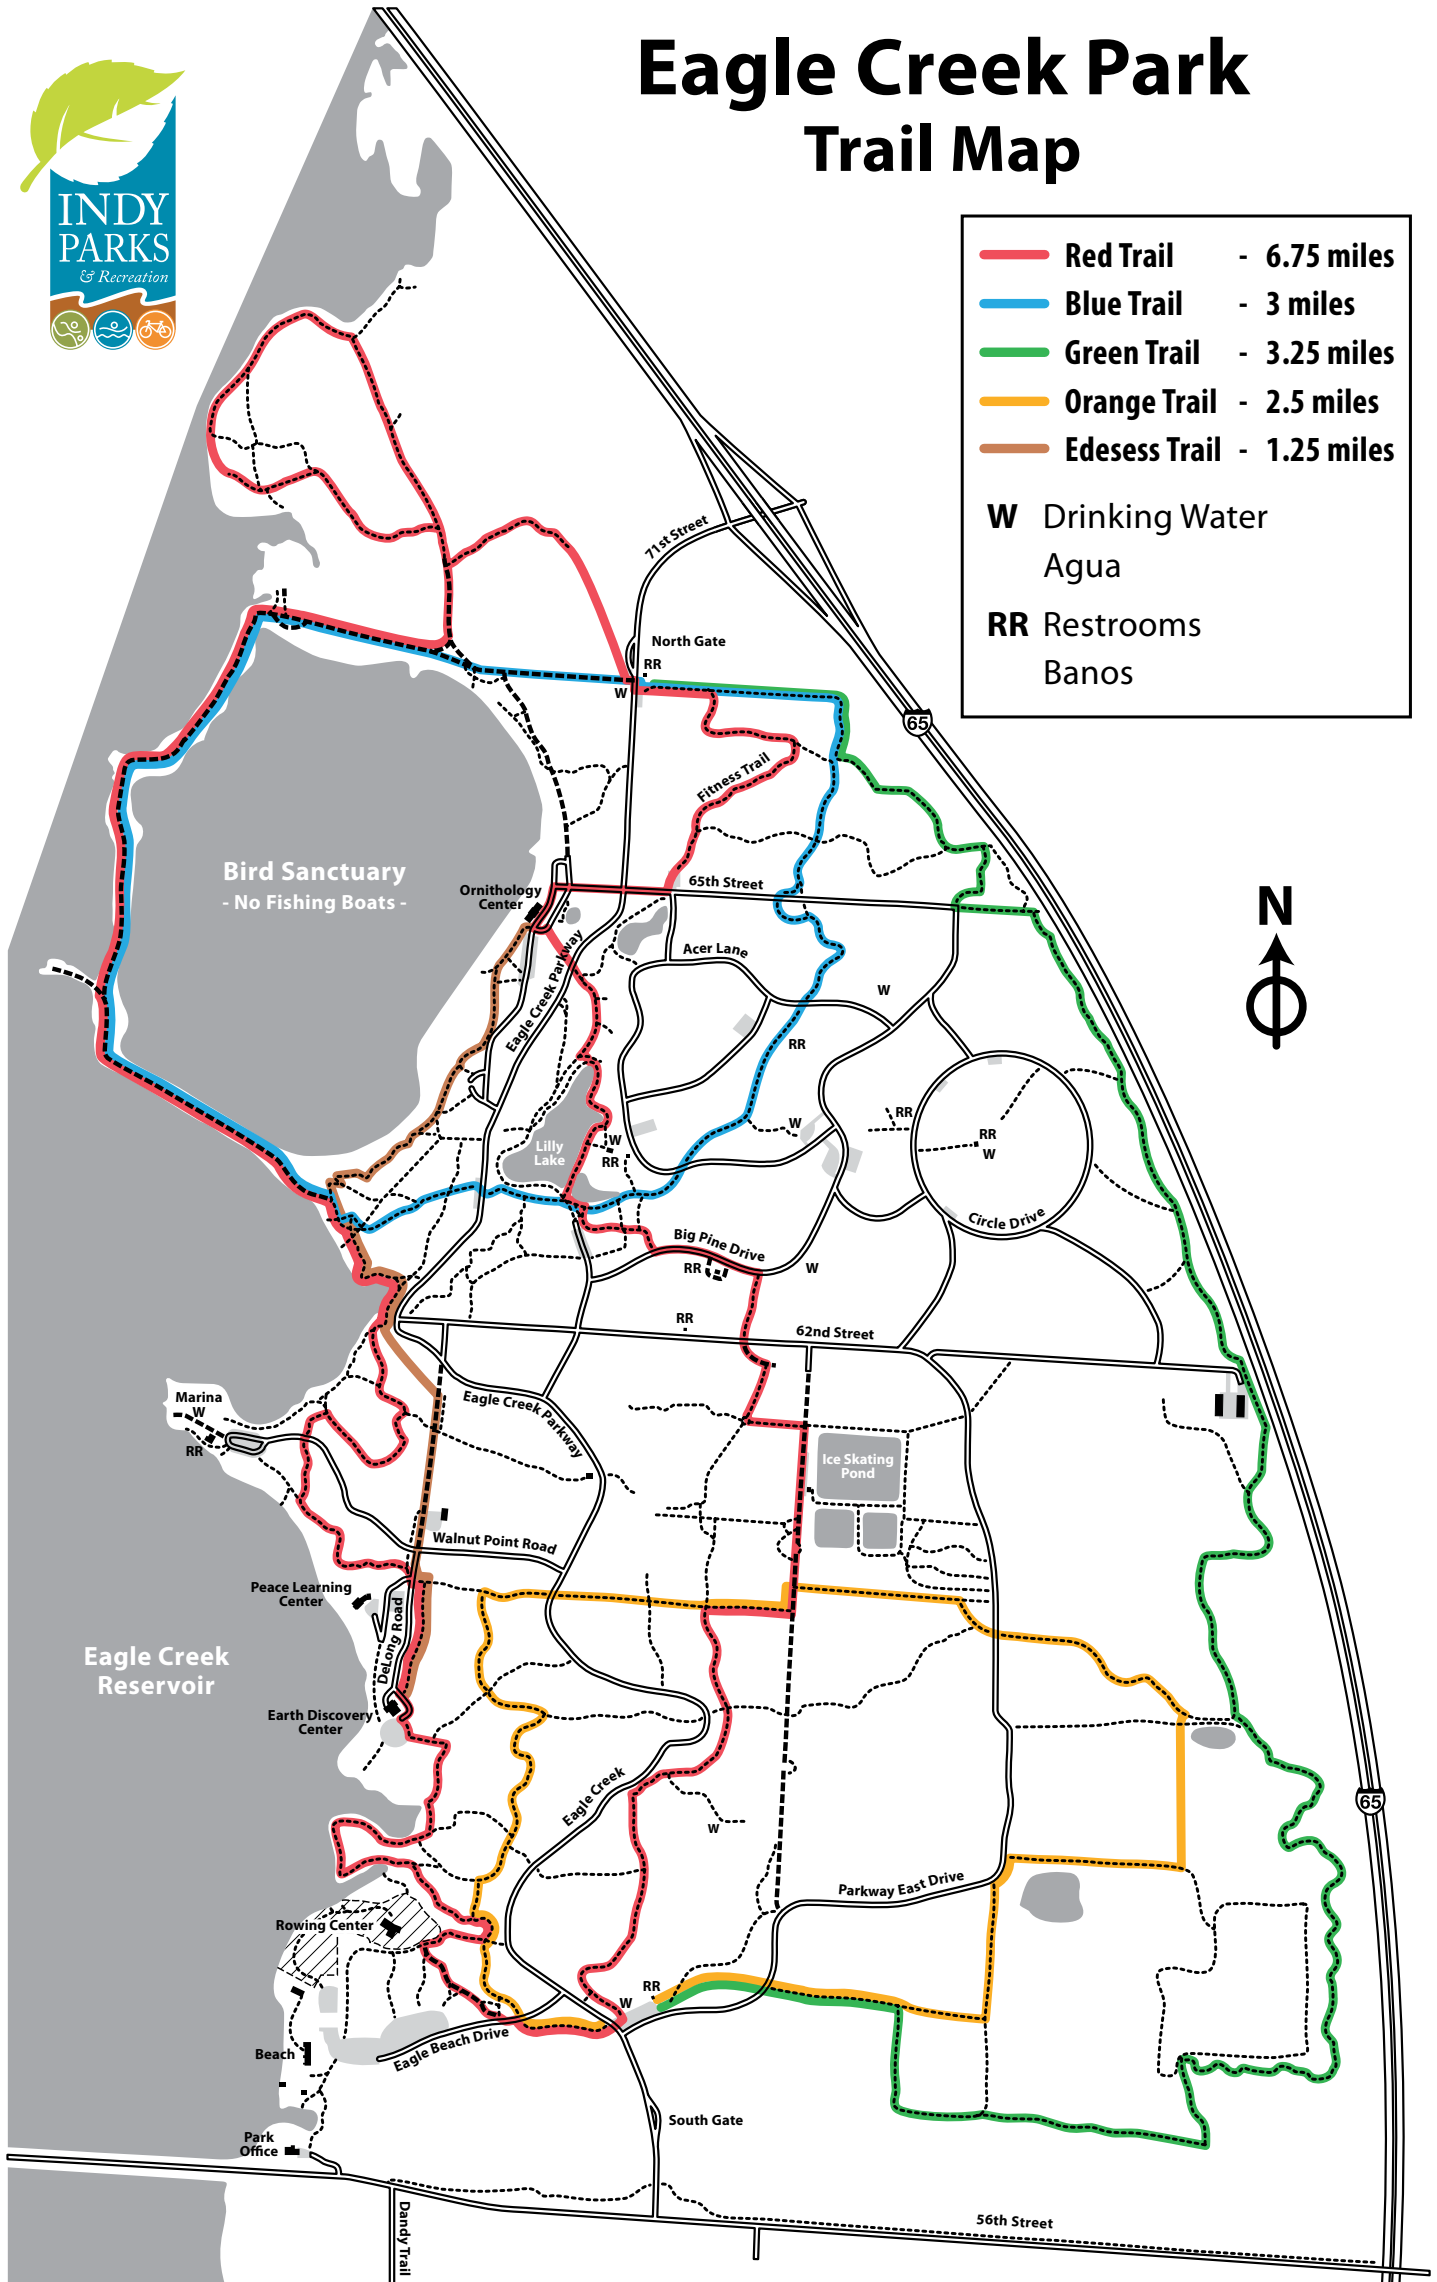 Eagle Creek Park
Trail Map
INDY
PARKS
& Recreation
Red Trail - 6.75 miles
Blue Trail - 3 miles
Green Trail - 3.25 miles
Orange Trail - 2.5 miles
Edesess Trail - 1.25 miles
W Drinking Water
Agua
RR Restrooms
Banos
71st Street
North Gate
RR
W
65
Fitness Trail
Bird Sanctuary
- No Fishing Boats -
65th Street
Ornithology
Center
N
Eagle Creek Parkway
Acer Lane
W
RR
W
RR
RR
W
Lilly
Lake
W
RR
Circle Drive
Big Pine Drive
RR
W
RR
62nd Street
Marina
W
RR
Eagle Creek Parkway
Ice Skating
Pond
Walnut Point Road
Peace Learning
Center
DeLong Road
Eagle Creek
Reservoir
Earth Discovery
Center
Eagle Creek
65
W
Parkway East Drive
Rowing Center
RR
W
Eagle Beach Drive
Beach
South Gate
Park
Office
Dandy Trail
56th Street